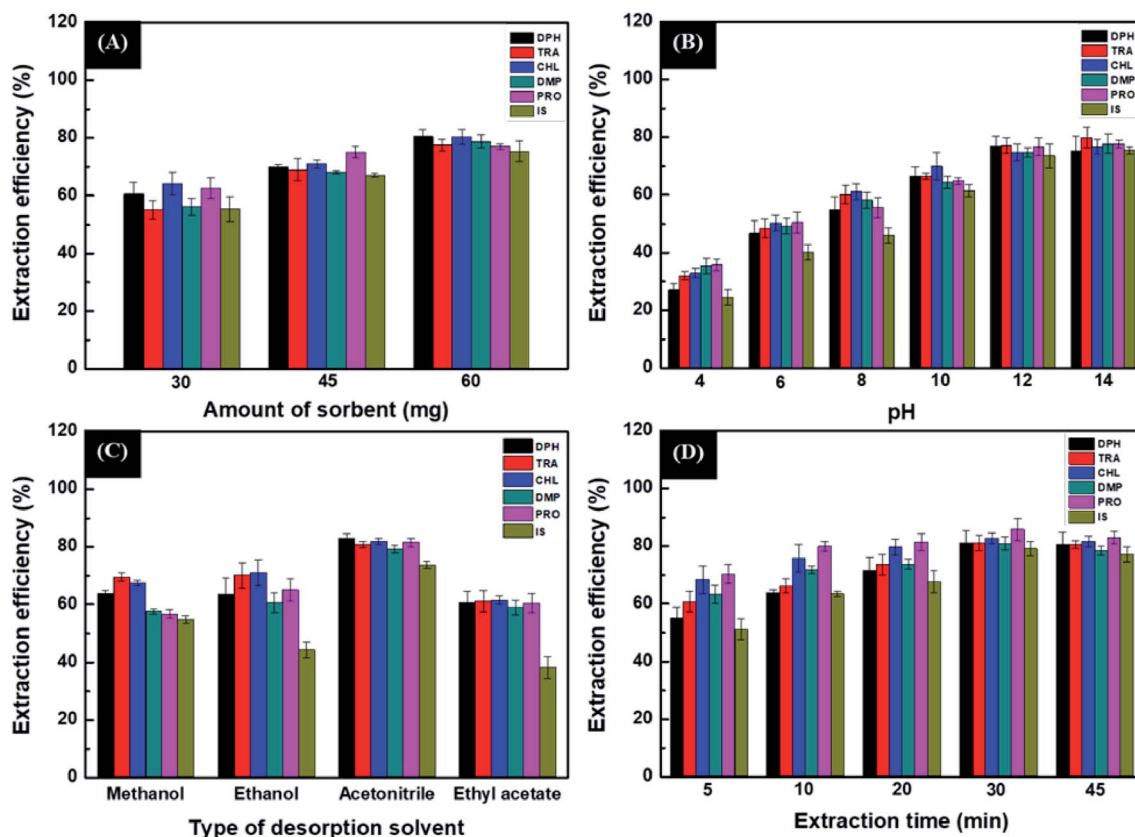 (A)
DPH
TRA
CHL
DMP
PRO
IS
120
100
80
60
40
20
0
Extraction efficiency (%)
30 45 60
Amount of sorbent (mg)
(B)
DPH
TRA
CHL
DMP
PRO
IS
120
100
80
60
40
20
0
Extraction efficiency (%)
4 6 8 10 12 14
pH
(C)
DPH
TRA
CHL
DMP
PRO
IS
120
100
80
60
40
20
0
Extraction efficiency (%)
Methanol Ethanol Acetonitrile Ethyl acetate
Type of desorption solvent
(D)
DPH
TRA
CHL
DMP
PRO
IS
120
100
80
60
40
20
0
Extraction efficiency (%)
5 10 20 30 45
Extraction time (min)